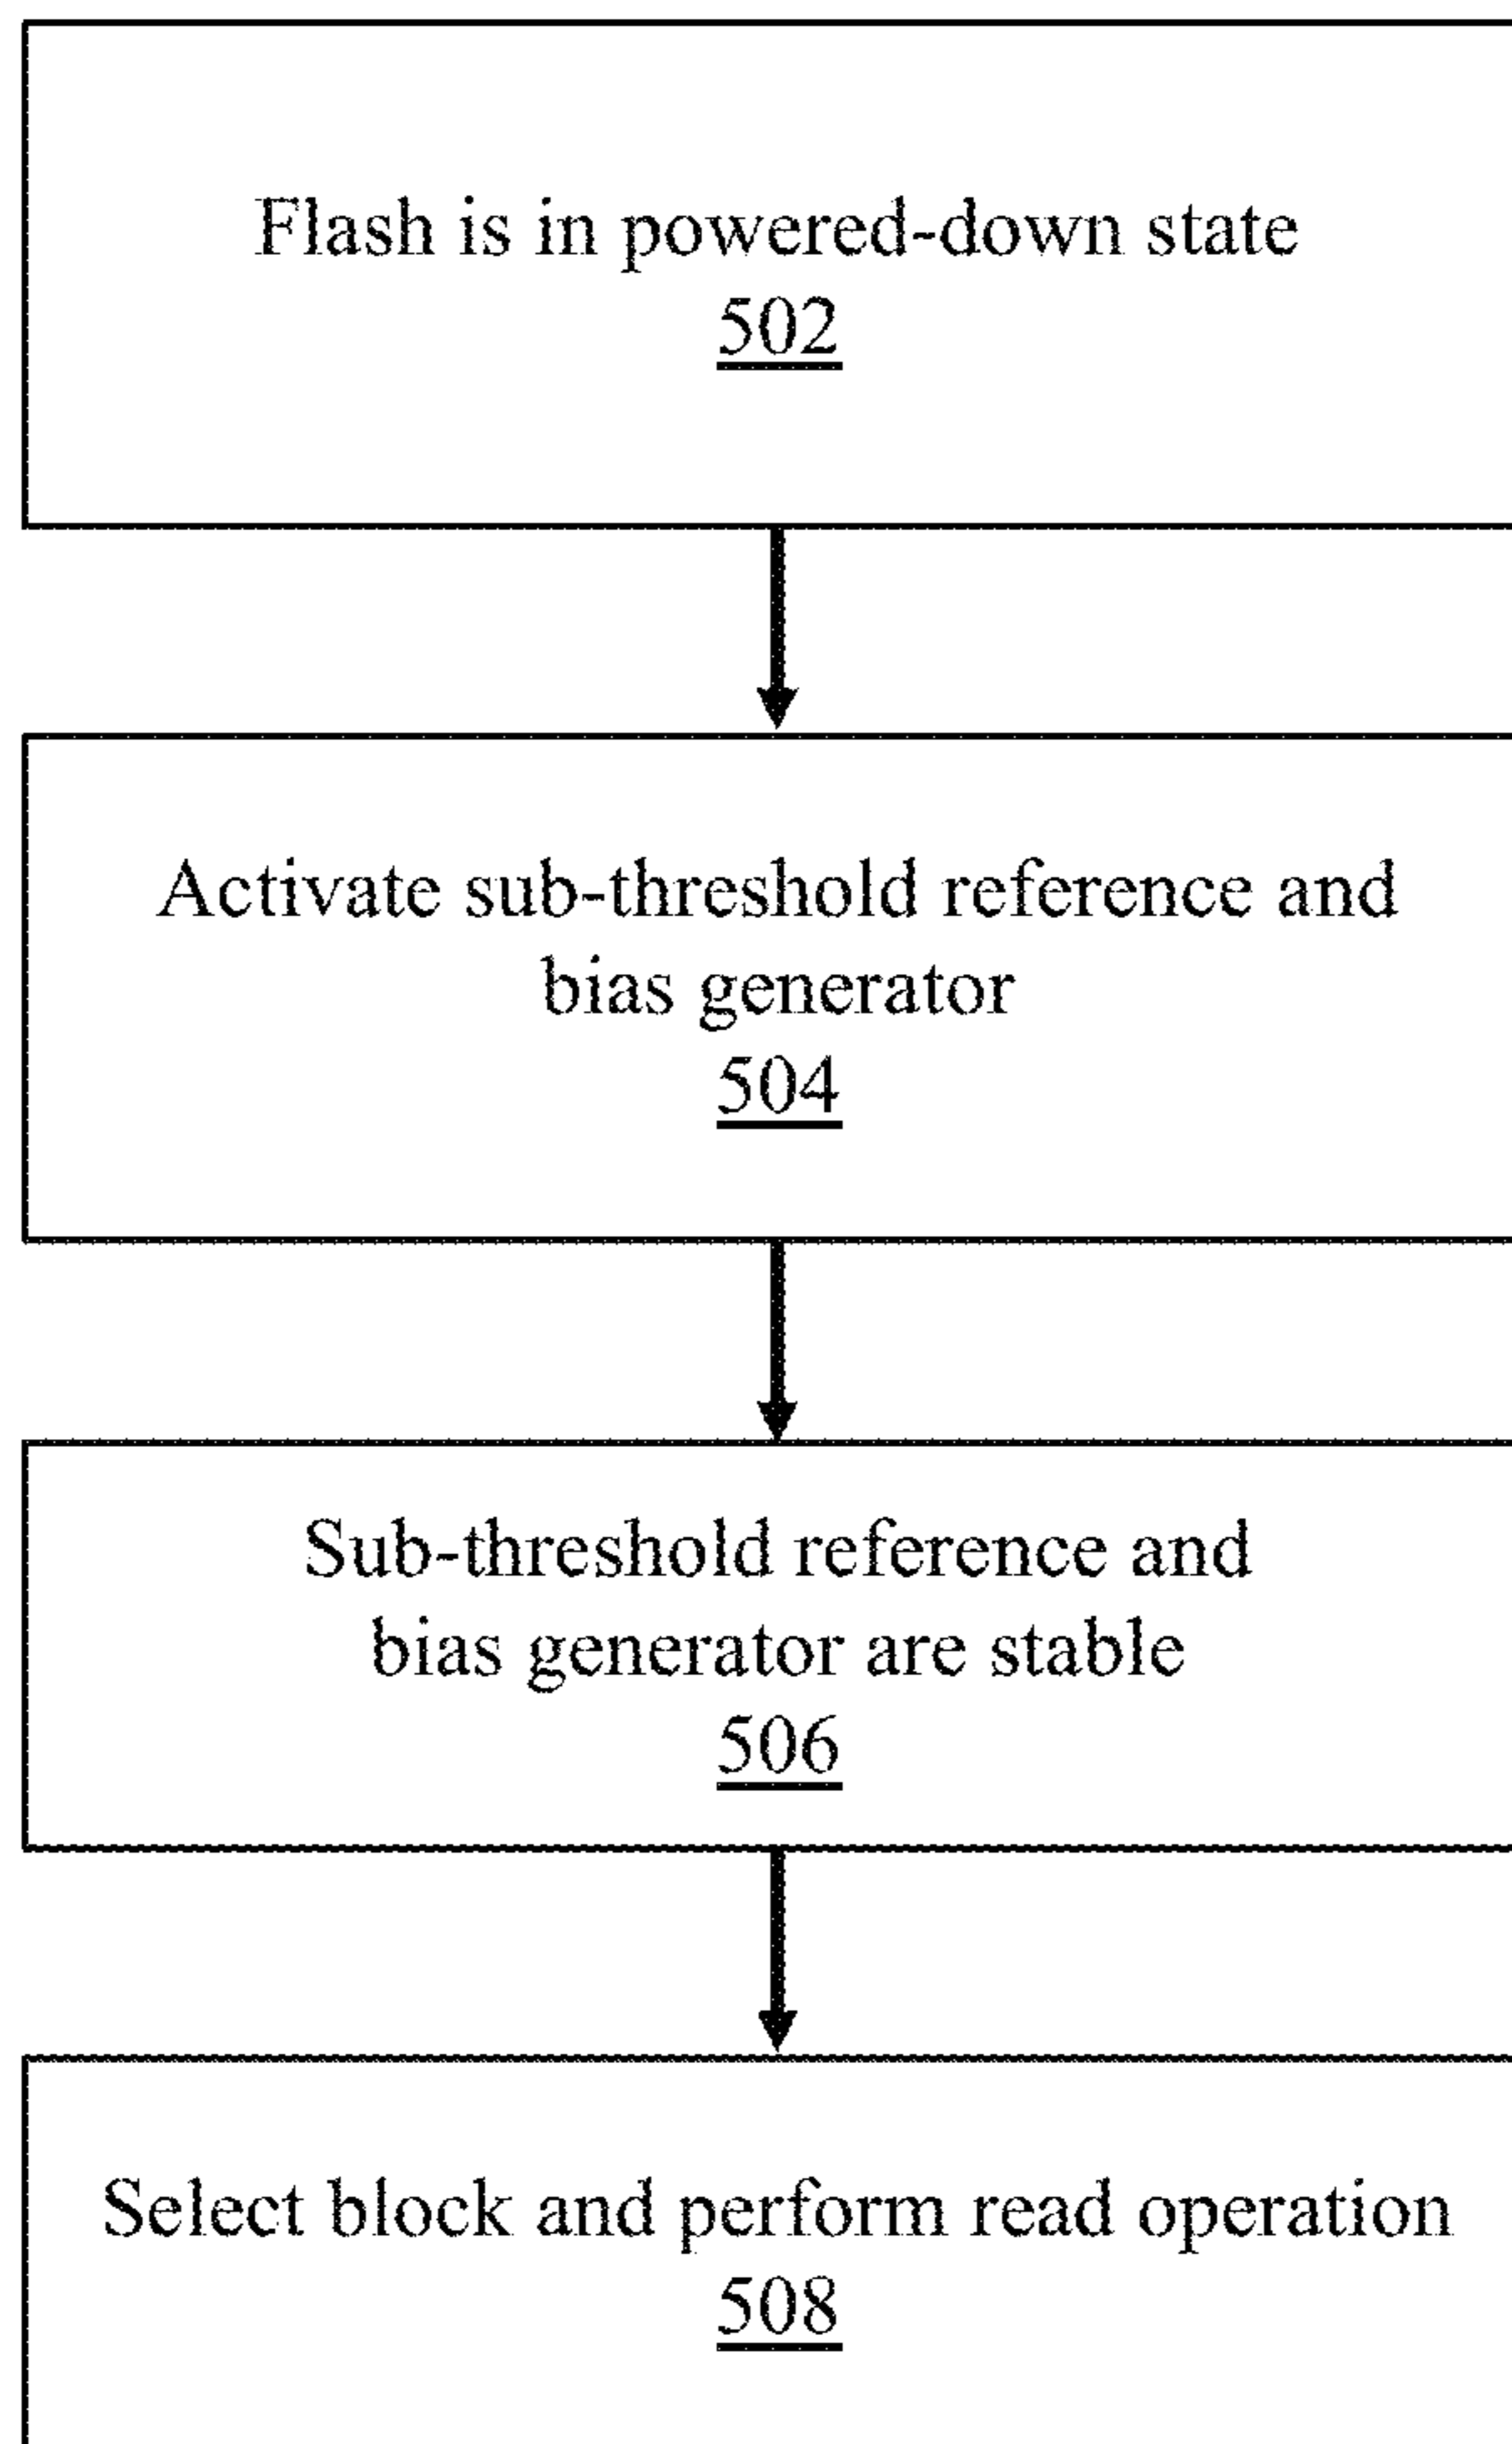 Flash is in powered-down state
502
Activate sub-threshold reference and
bias generator
504
Sub-threshold reference and
bias generator are stable
506
Select block and perform read operation
508